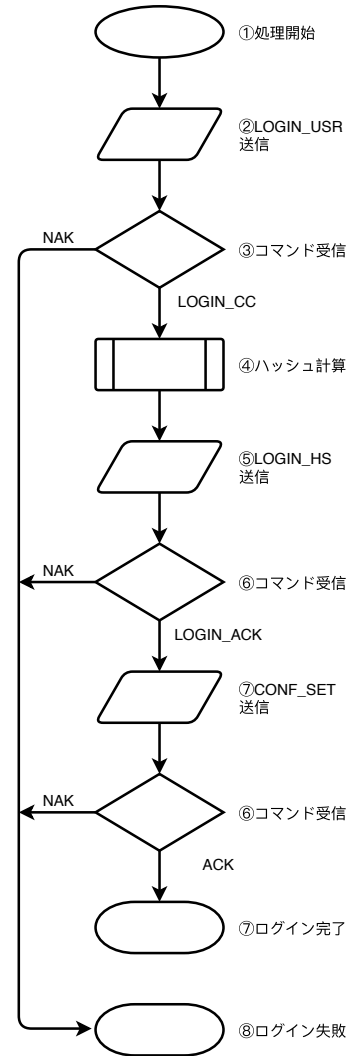 ①処理開始
②LOGIN_USR
送信
NAK
③コマンド受信
LOGIN_CC
④ハッシュ計算
⑤LOGIN_HS
送信
NAK
⑥コマンド受信
LOGIN_ACK
⑦CONF_SET
送信
NAK
⑥コマンド受信
ACK
⑦ログイン完了
⑧ログイン失敗